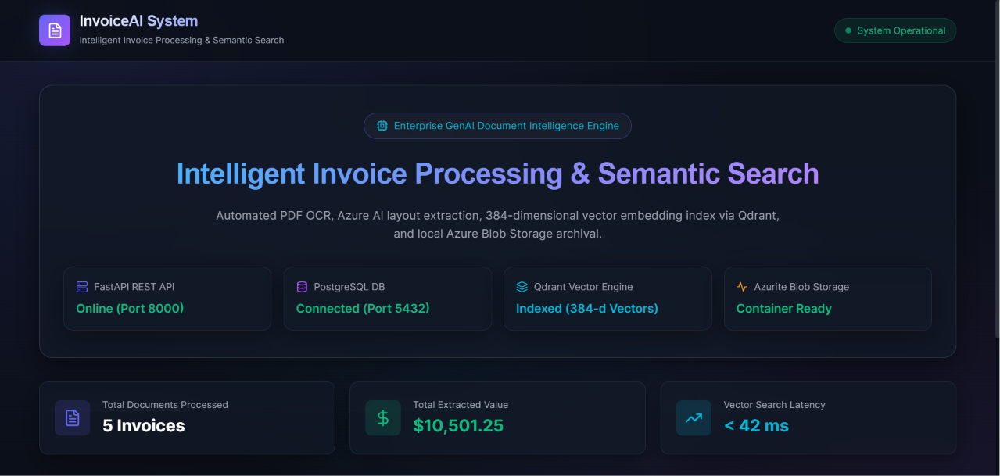 InvoiceAI System
Intelligent Invoice Processing & Semantic Search
System Operational
Enterprise GenAI Document Intelligence Engine
Intelligent Invoice Processing & Semantic Search
Automated PDF OCR, Azure AI layout extraction, 384-dimensional vector embedding index via Qdrant,
and local Azure Blob Storage archival.
FastAPI REST API
Online (Port 8000)
PostgreSQL DB
Connected (Port 5432)
Qdrant Vector Engine
Indexed (384-d Vectors)
Azurite Blob Storage
Container Ready
Total Documents Processed
5 Invoices
Total Extracted Value
$10,501.25
Vector Search Latency
< 42 ms